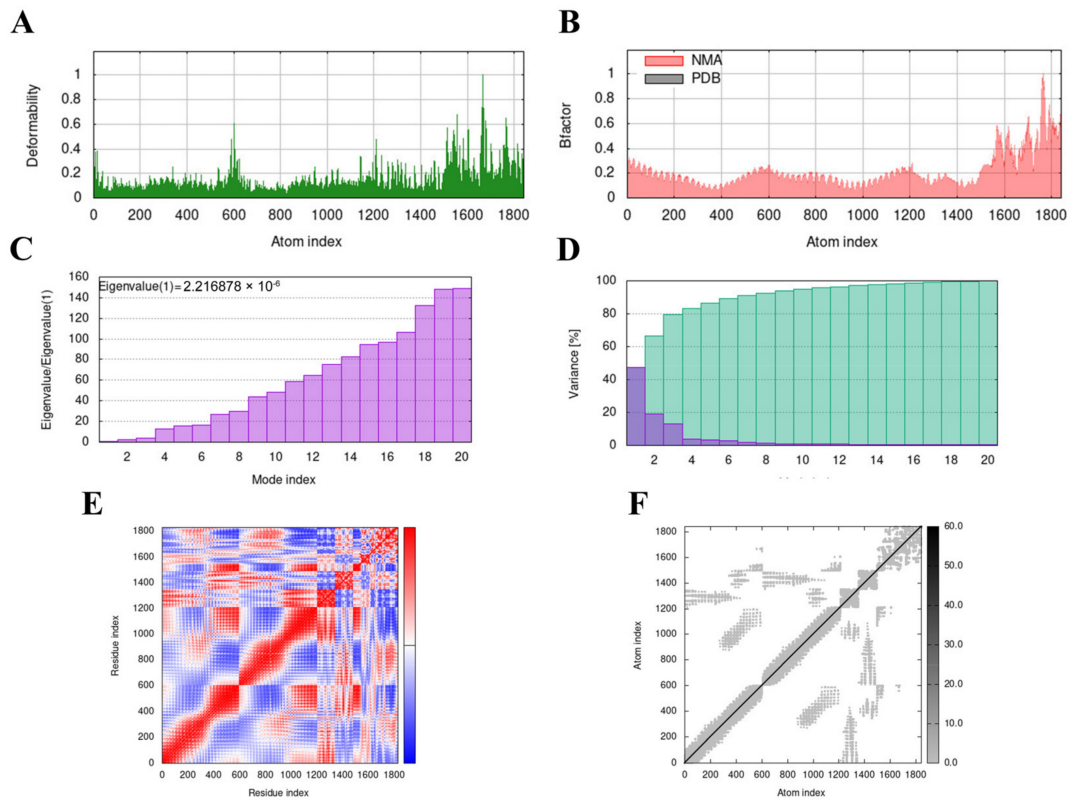 A
B
Deformability
1
0.8
0.6
0.4
0.2
0
0 200 400 600 800 1000 1200 1400 1600 1800
Atom index
Bfactor
NMA
PDB
1
0.8
0.6
0.4
0.2
0
0 200 400 600 800 1000 1200 1400 1600 1800
Atom index
C
D
Eigenvalue/Eigenvalue(1)
Eigenvalue(1)=2.216878 × 10⁻⁶
160
140
120
100
80
60
40
20
0
2 4 6 8 10 12 14 16 18 20
Mode index
Variance [%]
100
80
60
40
20
0
2 4 6 8 10 12 14 16 18 20
E
F
Residue index
1800
1600
1400
1200
1000
800
600
400
200
0
0 200 400 600 800 1000 1200 1400 1600 1800
Residue index
Atom index
1800
1600
1400
1200
1000
800
600
400
200
0
0 200 400 600 800 1000 1200 1400 1600 1800
Atom index
60.0
50.0
40.0
30.0
20.0
10.0
0.0